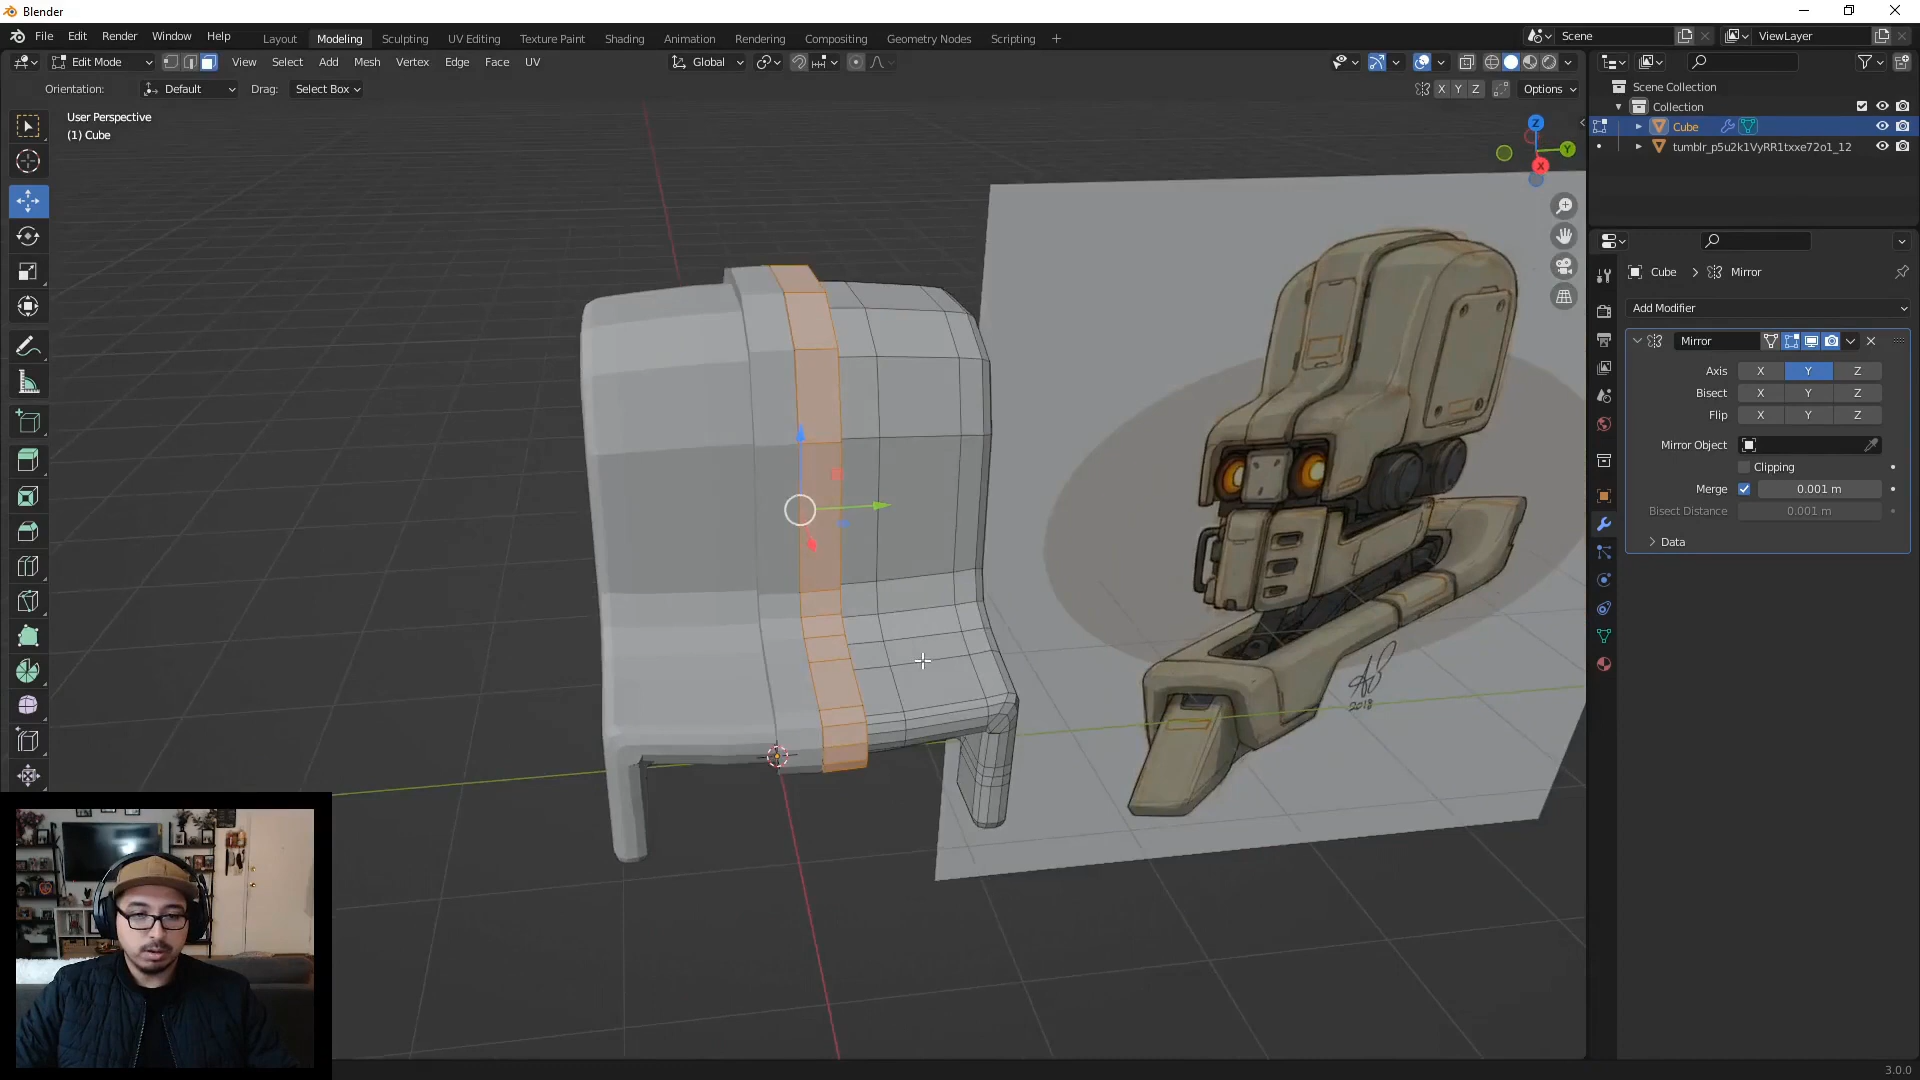 Blender
File Edit Render Window Help
Layout Modeling Sculpting UV Editing Texture Paint Shading Animation Rendering Compositing Geometry Nodes Scripting +
Scene
ViewLayer
Edit Mode View Select Add Mesh Vertex Edge Face UV
Global
Orientation: Default Drag: Select Box
X Y Z Options
User Perspective
(1) Cube
Z
Y
X
Scene Collection
Collection
Cube
tumblr_p5u2k1VyRR1txxe72o1_12
Cube > Mirror
Add Modifier
Mirror
Axis X Y Z
Bisect X Y Z
Flip X Y Z
Mirror Object
Clipping
Merge 0.001 m
Bisect Distance 0.001 m
> Data
2018
3.0.0